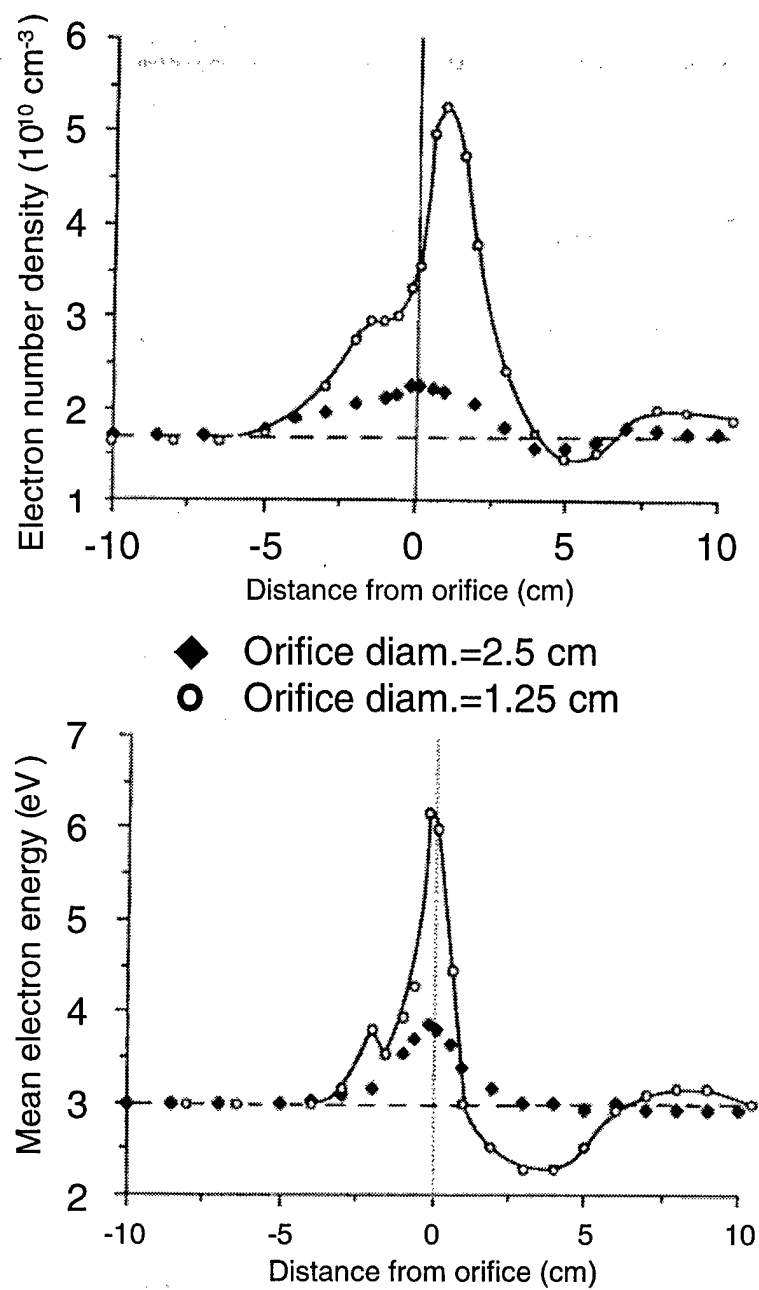 6
5
4
3
2
1
Electron number density (10¹⁰ cm⁻³)
-10 -5 0 5 10
Distance from orifice (cm)
Orifice diam.=2.5 cm
Orifice diam.=1.25 cm
7
6
5
4
3
2
Mean electron energy (eV)
-10 -5 0 5 10
Distance from orifice (cm)